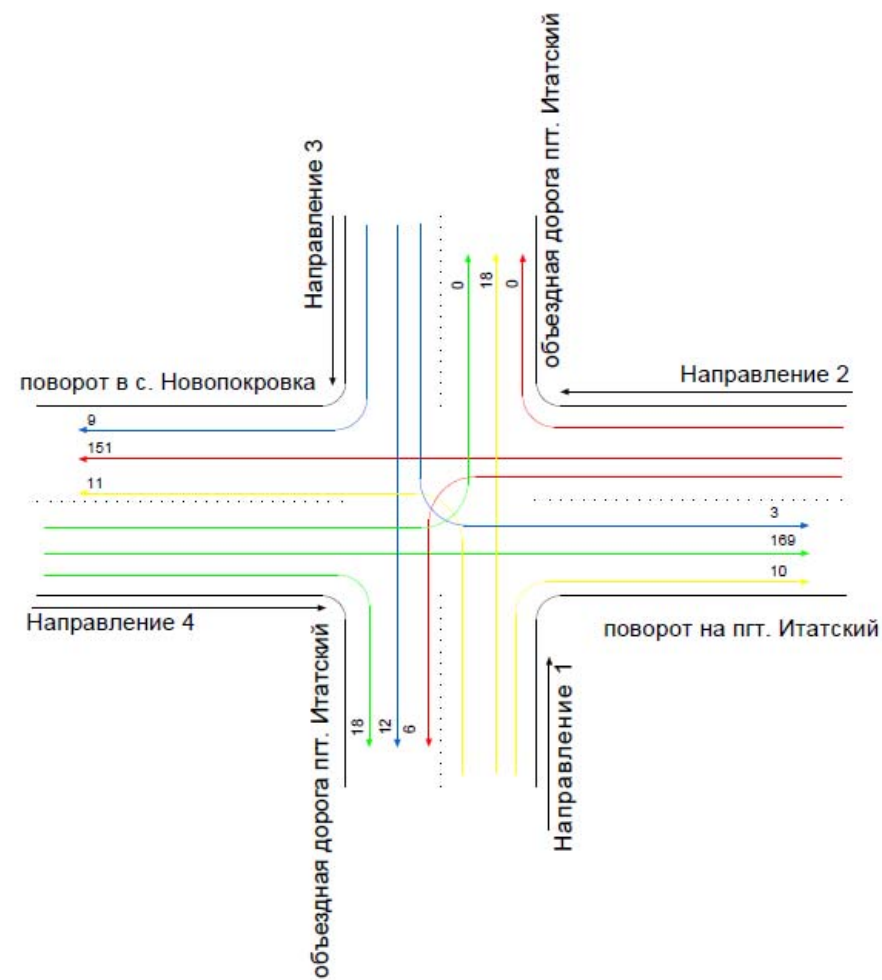 объездная дорога пгт. Итатский
Направление 3
0
18
0
поворот в с. Новопокровка
Направление 2
9
151
11
3
169
10
Направление 4
поворот на пгт. Итатский
объездная дорога пгт. Итатский
18
12
6
Направление 1